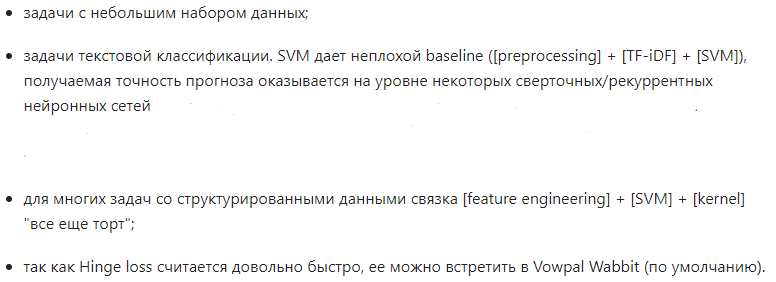 задачи с небольшим набором данных;
задачи текстовой классификации. SVM дает неплохой baseline ([preprocessing] + [TF-iDF] + [SVM]),
получаемая точность прогноза оказывается на уровне некоторых сверточных/рекуррентных
нейронных сетей
для многих задач со структурированными данными связка [feature engineering] + [SVM] + [kernel]
"все еще торт";
так как Hinge loss считается довольно быстро, ее можно встретить в Vowpal Wabbit (по умолчанию).